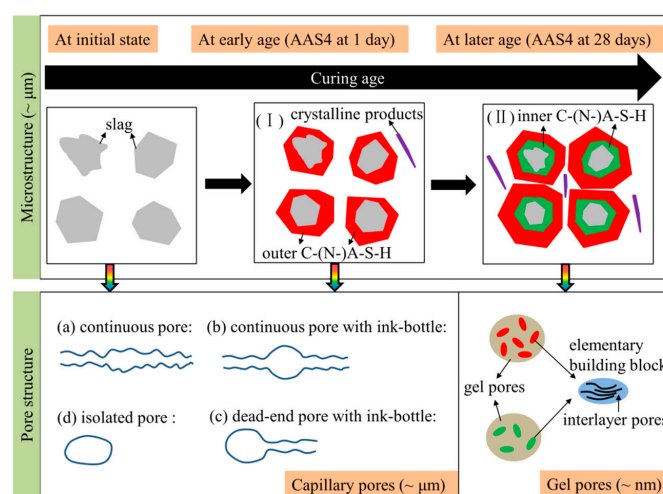 At initial state
At early age (AAS4 at 1 day)
At later age (AAS4 at 28 days)
Curing age
Microstructure (~ μm)
slag
(Ⅰ)
crystalline products
outer C-(N-)A-S-H
(Ⅱ) inner C-(N-)A-S-H
Pore structure
(a) continuous pore:
(b) continuous pore with ink-bottle:
(d) isolated pore :
(c) dead-end pore with ink-bottle:
Capillary pores (~ μm)
gel pores
elementary
building block
interlayer pores
Gel pores (~ nm)